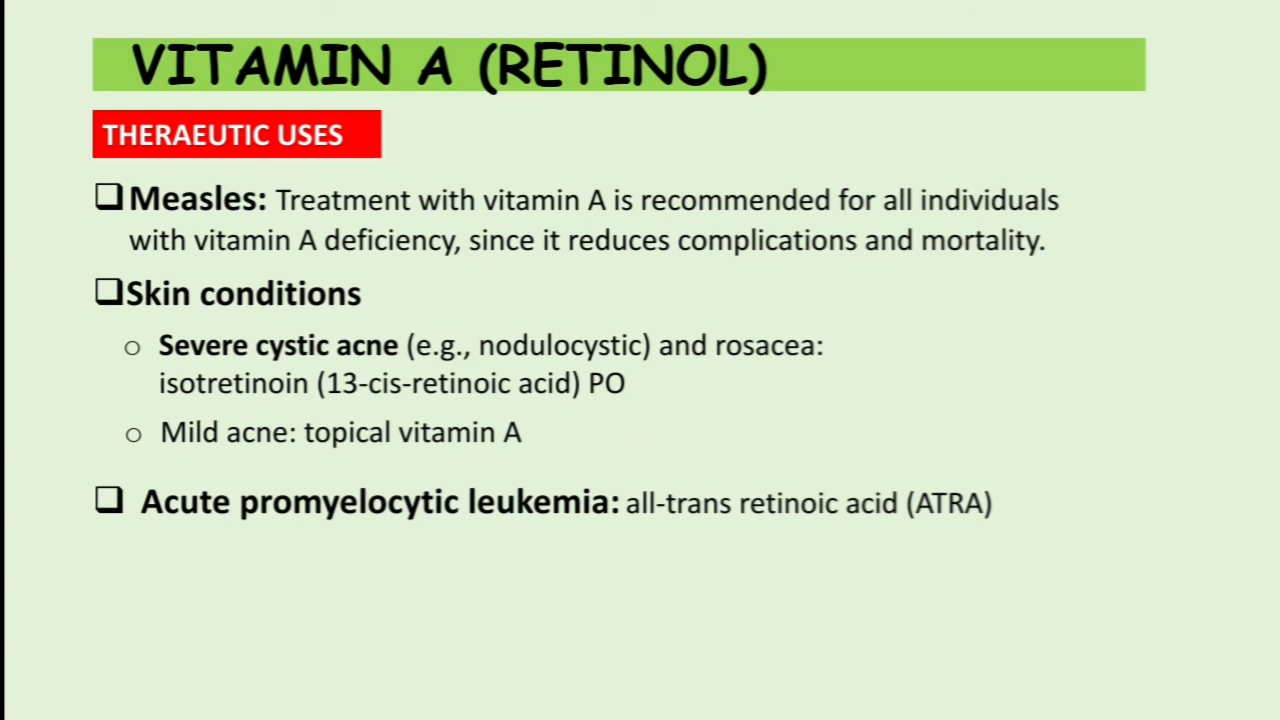 VITAMIN A (RETINOL)
THERAEUTIC USES
❑Measles: Treatment with vitamin A is recommended for all individuals
with vitamin A deficiency, since it reduces complications and mortality.
❑Skin conditions
o Severe cystic acne (e.g., nodulocystic) and rosacea:
isotretinoin (13-cis-retinoic acid) PO
o Mild acne: topical vitamin A
❑ Acute promyelocytic leukemia: all-trans retinoic acid (ATRA)